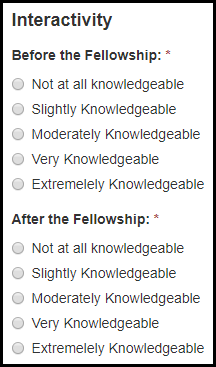 Interactivity
Before the Fellowship: *
Not at all knowledgeable
Slightly Knowledgeable
Moderately Knowledgeable
Very Knowledgeable
Extremelely Knowledgeable
After the Fellowship: *
Not at all knowledgeable
Slightly Knowledgeable
Moderately Knowledgeable
Very Knowledgeable
Extremelely Knowledgeable